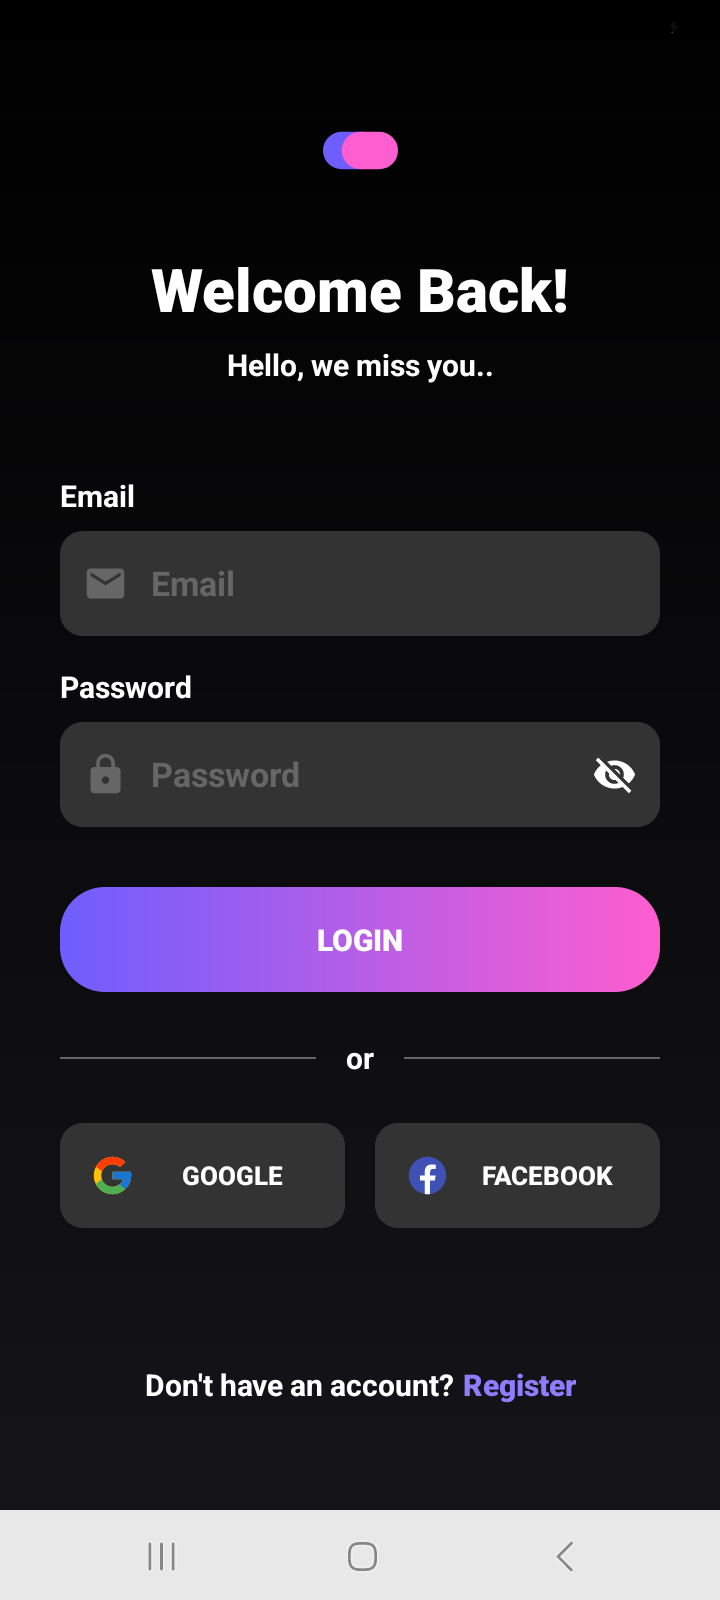 Welcome Back!
Hello, we miss you..
Email
Email
Password
Password
LOGIN
or
GOOGLE
FACEBOOK
Don't have an account? Register